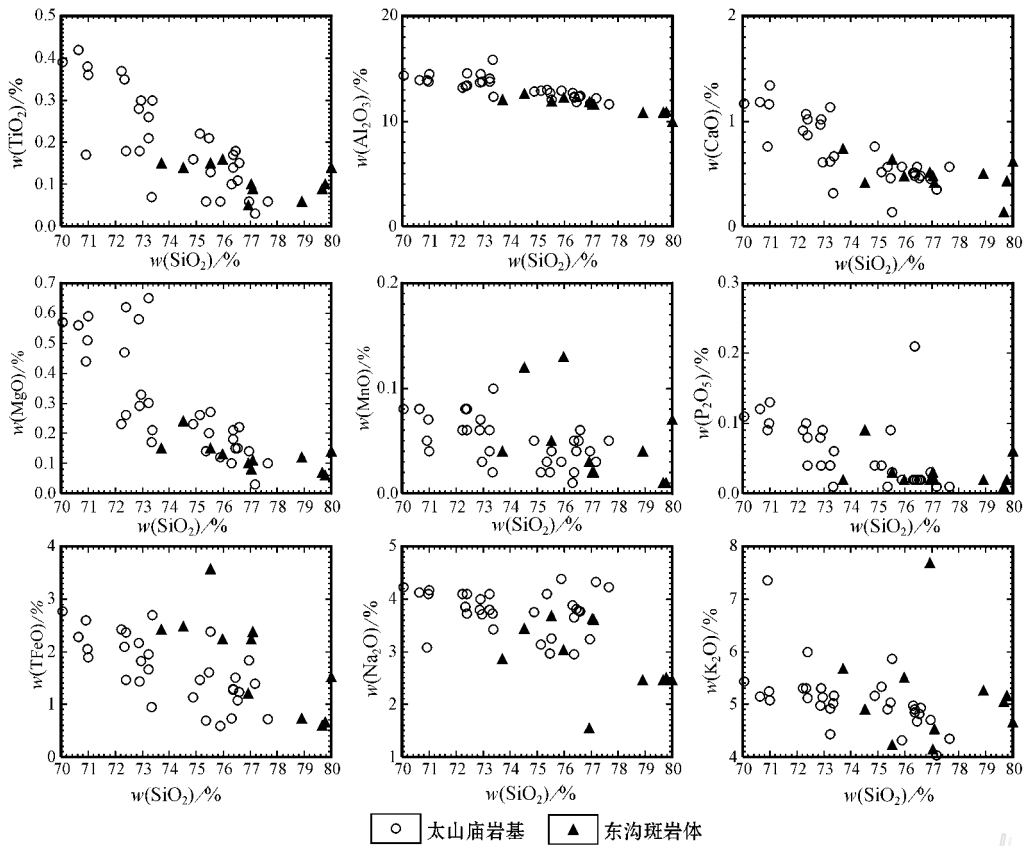 w(TiO₂)/%
0.5
0.4
0.3
0.2
0.1
0.0
70 71 72 73 74 75 76 77 78 79 80
w(SiO₂)/%
w(Al₂O₃)/%
20
15
10
5
0
70 71 72 73 74 75 76 77 78 79 80
w(SiO₂)/%
w(CaO)/%
2
1
0
70 71 72 73 74 75 76 77 78 79 80
w(SiO₂)/%
w(MgO)/%
0.7
0.6
0.5
0.4
0.3
0.2
0.1
0.0
70 71 72 73 74 75 76 77 78 79 80
w(SiO₂)/%
w(MnO)/%
0.2
0.1
0.0
70 71 72 73 74 75 76 77 78 79 80
w(SiO₂)/%
w(P₂O₅)/%
0.3
0.2
0.1
0.0
70 71 72 73 74 75 76 77 78 79 80
w(SiO₂)/%
w(TFeO)/%
4
3
2
1
0
70 71 72 73 74 75 76 77 78 79 80
w(SiO₂)/%
w(Na₂O)/%
5
4
3
2
1
70 71 72 73 74 75 76 77 78 79 80
w(SiO₂)/%
w(K₂O)/%
8
7
6
5
4
70 71 72 73 74 75 76 77 78 79 80
w(SiO₂)/%
太山庙岩基 东沟斑岩体